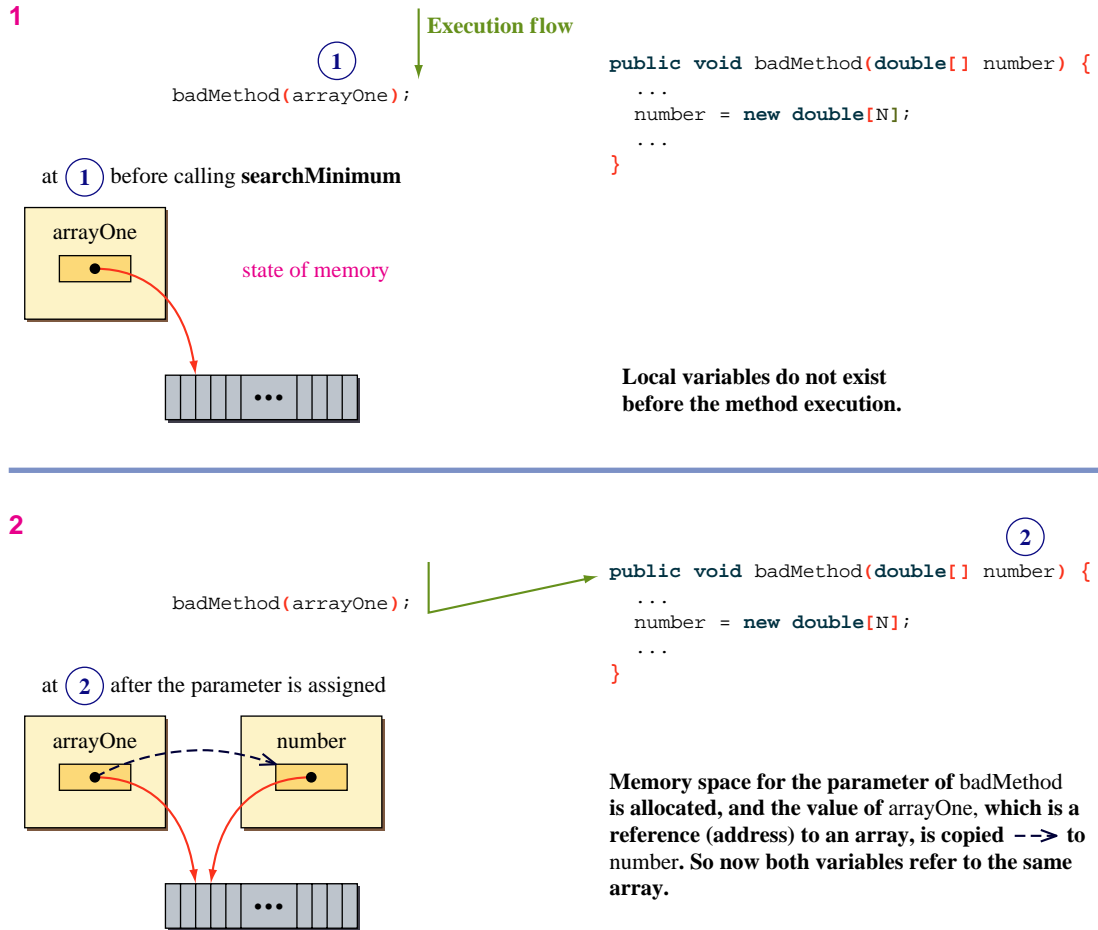 1
Execution flow
1
badMethod(arrayOne);
public void badMethod(double[] number) {
...
number = new double[N];
...
}
at 1 before calling searchMinimum
arrayOne
state of memory
Local variables do not exist
before the method execution.
2
2
badMethod(arrayOne);
public void badMethod(double[] number) {
...
number = new double[N];
...
}
at 2 after the parameter is assigned
arrayOne
number
Memory space for the parameter of badMethod
is allocated, and the value of arrayOne, which is a
reference (address) to an array, is copied --> to
number. So now both variables refer to the same
array.